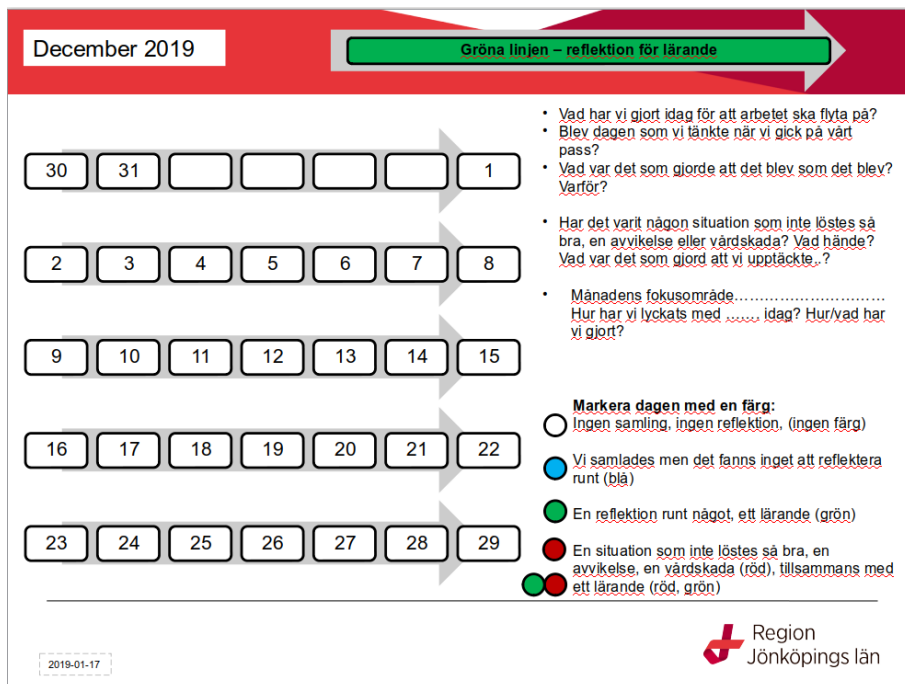 December 2019
Gröna linjen – reflektion för lärande
30 31 1
2 3 4 5 6 7 8
9 10 11 12 13 14 15
16 17 18 19 20 21 22
23 24 25 26 27 28 29
• Vad har vi gjort idag för att arbetet ska flyta på?
• Blev dagen som vi tänkte när vi gick på vårt
pass?
• Vad var det som gjorde att det blev som det blev?
Varför?
• Har det varit någon situation som inte löstes så
bra, en avvikelse eller vårdskada? Vad hände?
Vad var det som gjord att vi upptäckte..?
• Månadens fokusområde……………………………
Hur har vi lyckats med ……. idag? Hur/vad har
vi gjort?
Markera dagen med en färg:
Ingen samling, ingen reflektion, (ingen färg)
Vi samlades men det fanns inget att reflektera
runt (blå)
En reflektion runt något, ett lärande (grön)
En situation som inte löstes så bra, en
avvikelse, en vårdskada (röd), tillsammans med
ett lärande (röd, grön)
2019-01-17
Region
Jönköpings län